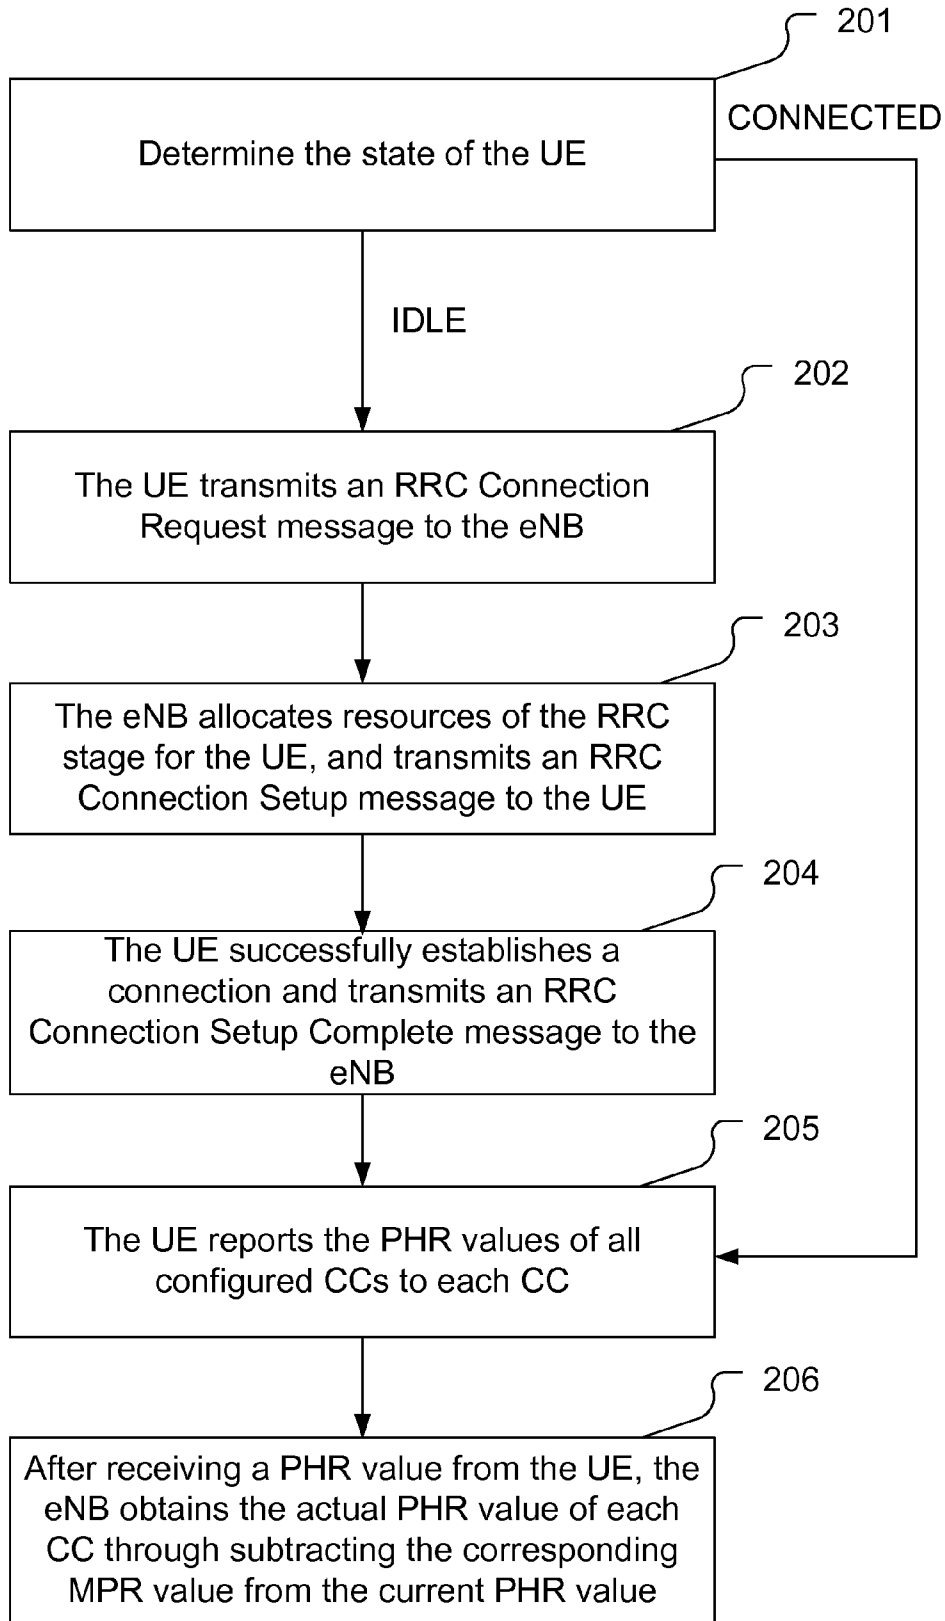 201
CONNECTED
Determine the state of the UE
IDLE
202
The UE transmits an RRC Connection
Request message to the eNB
203
The eNB allocates resources of the RRC
stage for the UE, and transmits an RRC
Connection Setup message to the UE
204
The UE successfully establishes a
connection and transmits an RRC
Connection Setup Complete message to the
eNB
205
The UE reports the PHR values of all
configured CCs to each CC
206
After receiving a PHR value from the UE, the
eNB obtains the actual PHR value of each
CC through subtracting the corresponding
MPR value from the current PHR value